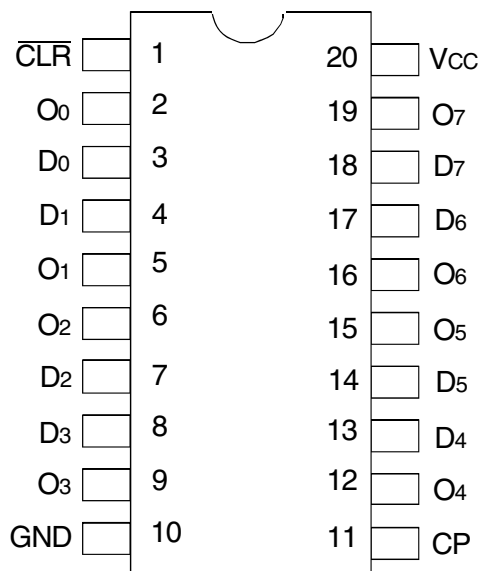 C̅L̅R̅ 1 20 VCC
O0 2 19 O7
D0 3 18 D7
D1 4 17 D6
O1 5 16 O6
O2 6 15 O5
D2 7 14 D5
D3 8 13 D4
O3 9 12 O4
GND 10 11 CP